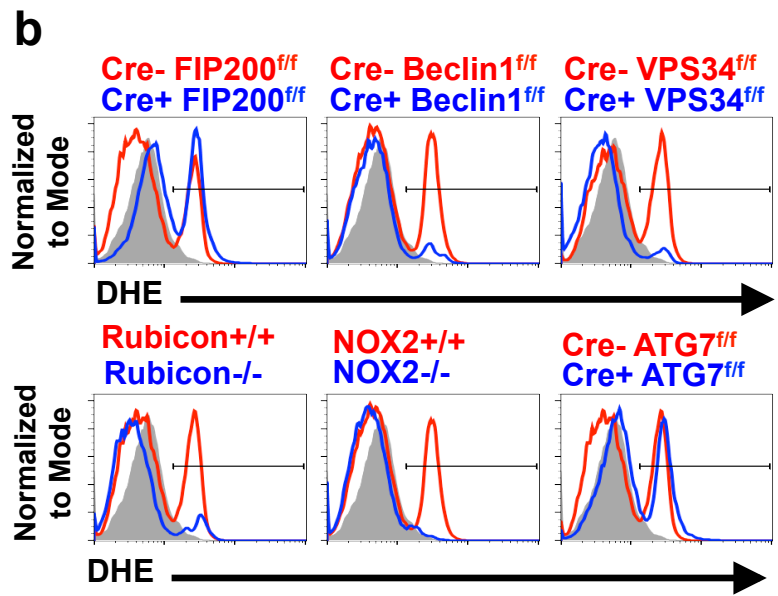 b
Cre- FIP200f/f
Cre+ FIP200f/f
Cre- Beclin1f/f
Cre+ Beclin1f/f
Cre- VPS34f/f
Cre+ VPS34f/f
Normalized
to Mode
DHE
Rubicon+/+
Rubicon-/-
NOX2+/+
NOX2-/-
Cre- ATG7f/f
Cre+ ATG7f/f
Normalized
to Mode
DHE